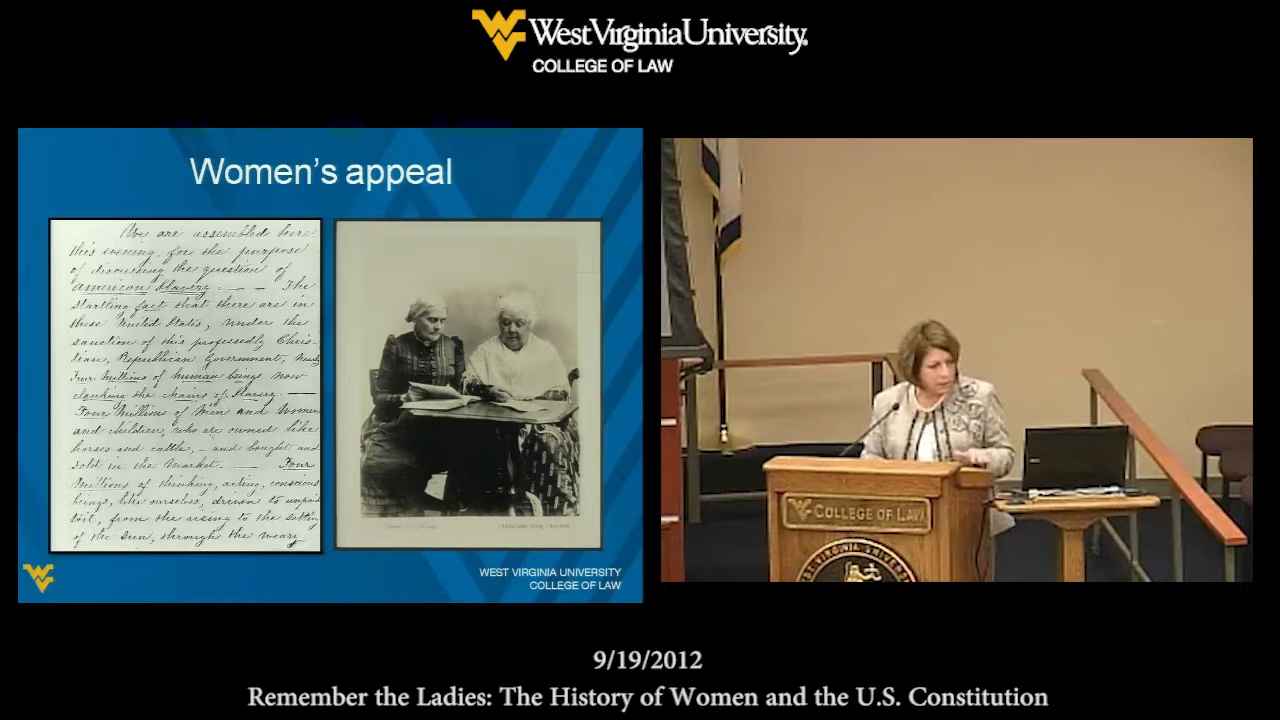 West Virginia University.
COLLEGE OF LAW
Women's appeal
We are assembled here
this evening, for the purpose
of discussing the question of
American Slavery. — — The
startling fact that there are in
these United States, under the
sanction of this professedly Chris-
tian, Republican Government, nearly
Four Millions of human beings now
clanking the chains of Slavery. —
Four Millions of men and women
and children, who are owned like
horses and cattle, – and bought and
sold in the market. — Four
Millions of thinking, acting, conscious
beings, like ourselves, driven to unpaid
toil, from the rising to the setting
of the sun, through the weary
WEST VIRGINIA UNIVERSITY
COLLEGE OF LAW
COLLEGE OF LAW
WEST VIRGINIA UNIVERSITY
9/19/2012
Remember the Ladies: The History of Women and the U.S. Constitution